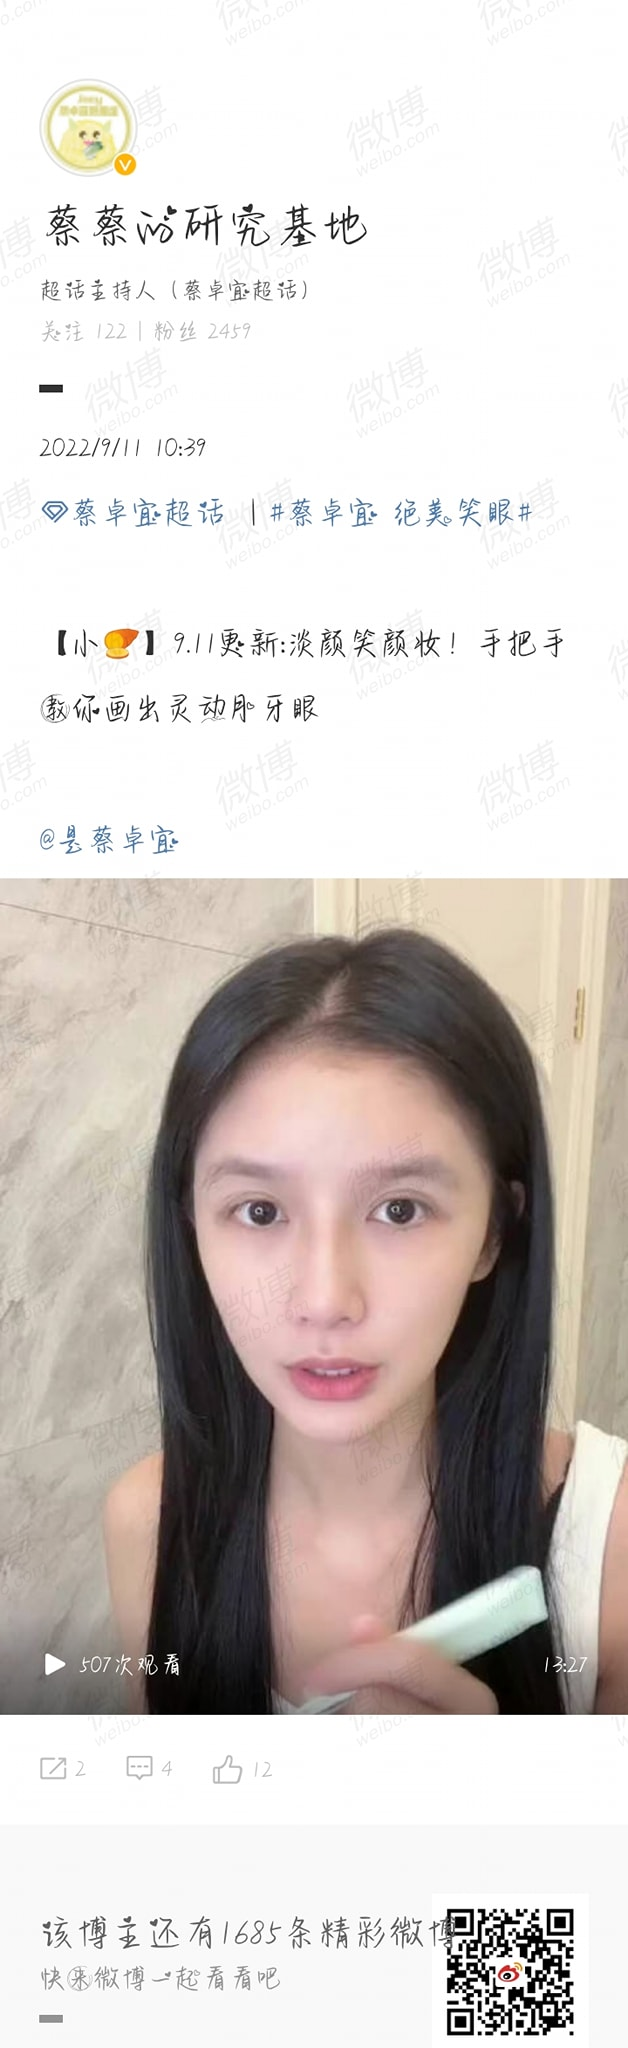 蔡蔡的研究基地
超话主持人（蔡卓宜超话）
关注 122 | 粉丝 2459
2022/9/11 10:39
蔡卓宜超话 | #蔡卓宜 绝美笑眼#
【小🍠】9.11更新:淡颜笑颜妆！手把手
教你画出灵动月牙眼
@是蔡卓宜
507次观看 13:27
2 4 12
该博主还有1685条精彩微博
快来微博一起看看吧
微博
weibo.com